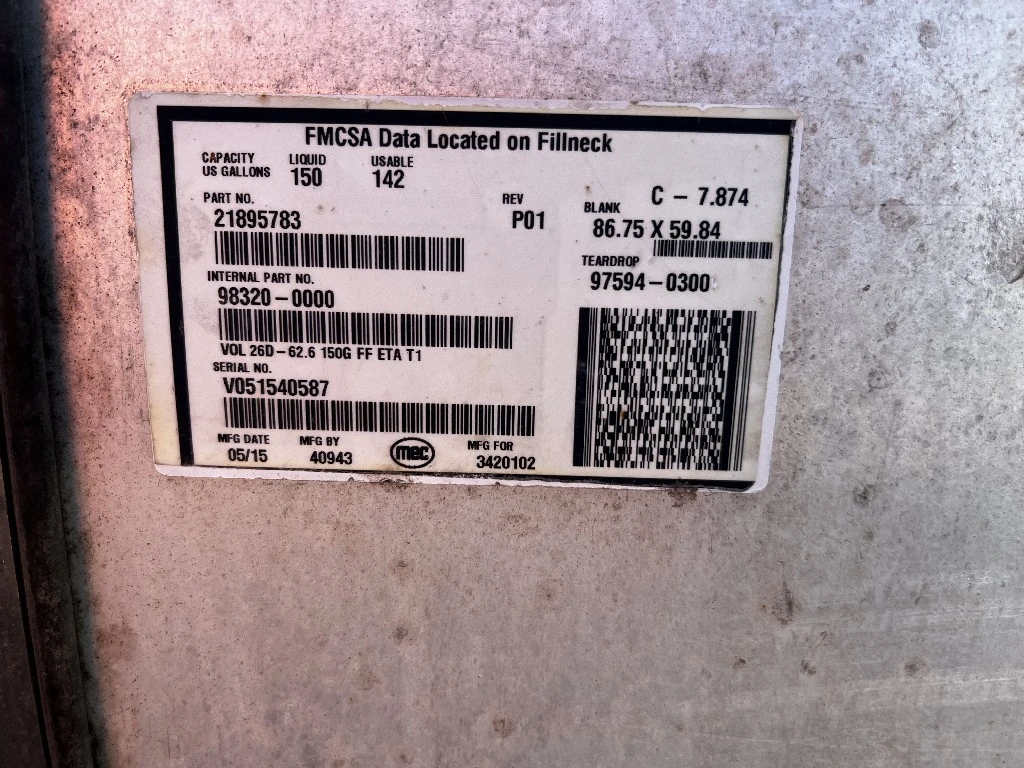 FMCSA Data Located on Fillneck
CAPACITY US GALLONS
LIQUID 150
USABLE 142
PART NO.
21895783
REV
P01
INTERNAL PART NO.
98320-0000
VOL 26D-62.6 150G FF ETA T1
SERIAL NO.
V051540587
MFG DATE
05/15
MFG BY
40943
mec
MFG FOR
3420102
C - 7.874
BLANK
86.75 X 59.84
TEARDROP
97594-0300